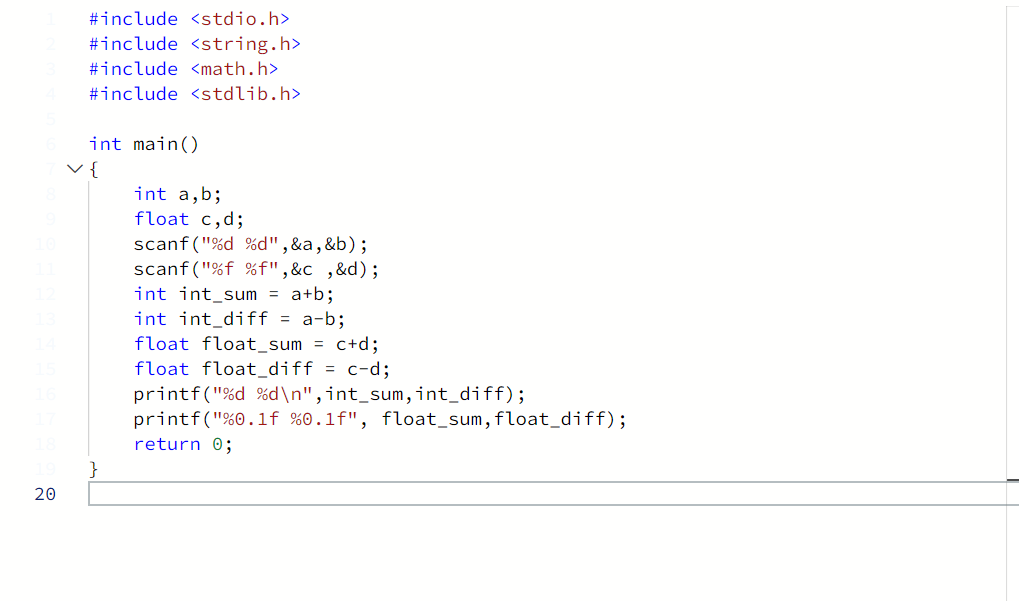 1 #include <stdio.h>
2 #include <string.h>
3 #include <math.h>
4 #include <stdlib.h>
5
6 int main()
7 {
8     int a,b;
9     float c,d;
10     scanf("%d %d",&a,&b);
11     scanf("%f %f",&c ,&d);
12     int int_sum = a+b;
13     int int_diff = a-b;
14     float float_sum = c+d;
15     float float_diff = c-d;
16     printf("%d %d\n",int_sum,int_diff);
17     printf("%0.1f %0.1f", float_sum,float_diff);
18     return 0;
19 }
20